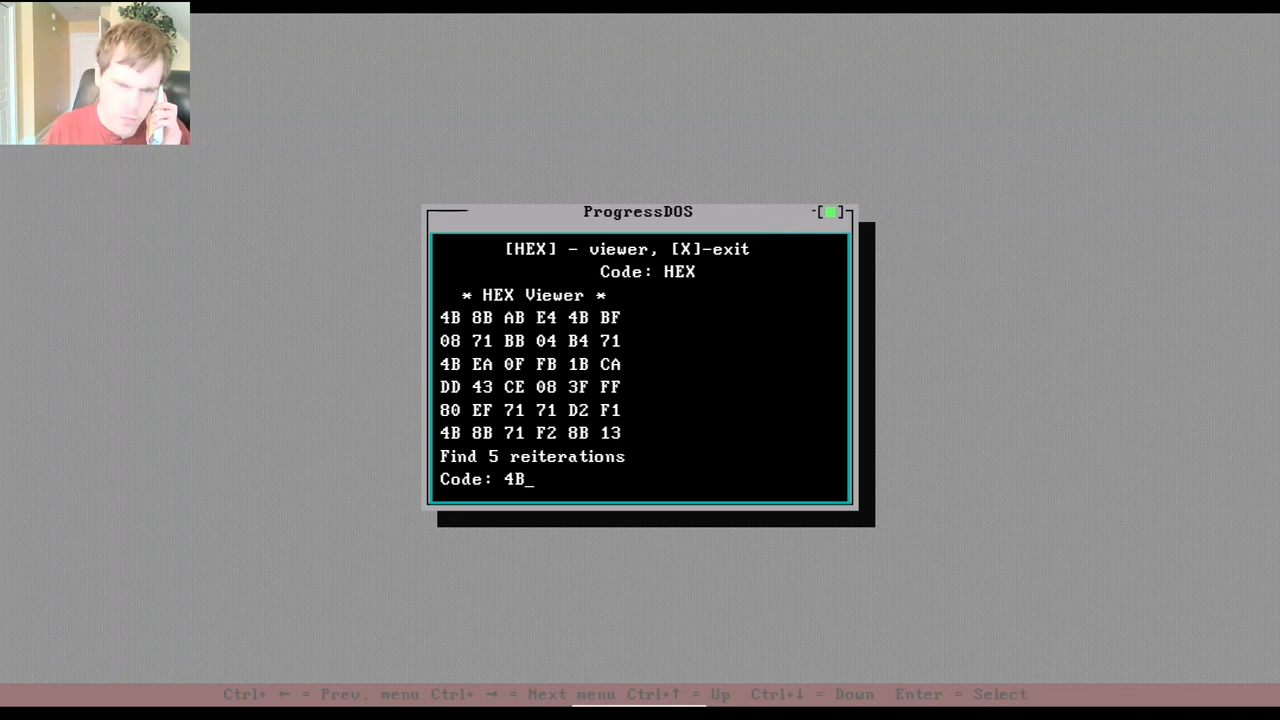 ProgressDOS
[HEX] - viewer, [X]-exit
Code: HEX
* HEX Viewer *
4B 8B AB E4 4B BF
08 71 BB 04 B4 71
4B EA 0F FB 1B CA
DD 43 CE 08 3F FF
80 EF 71 71 D2 F1
4B 8B 71 F2 8B 13
Find 5 reiterations
Code: 4B_
Ctrl+ ← = Prev. menu Ctrl+ → = Next menu Ctrl+↑ = Up Ctrl+↓ = Down Enter = Select